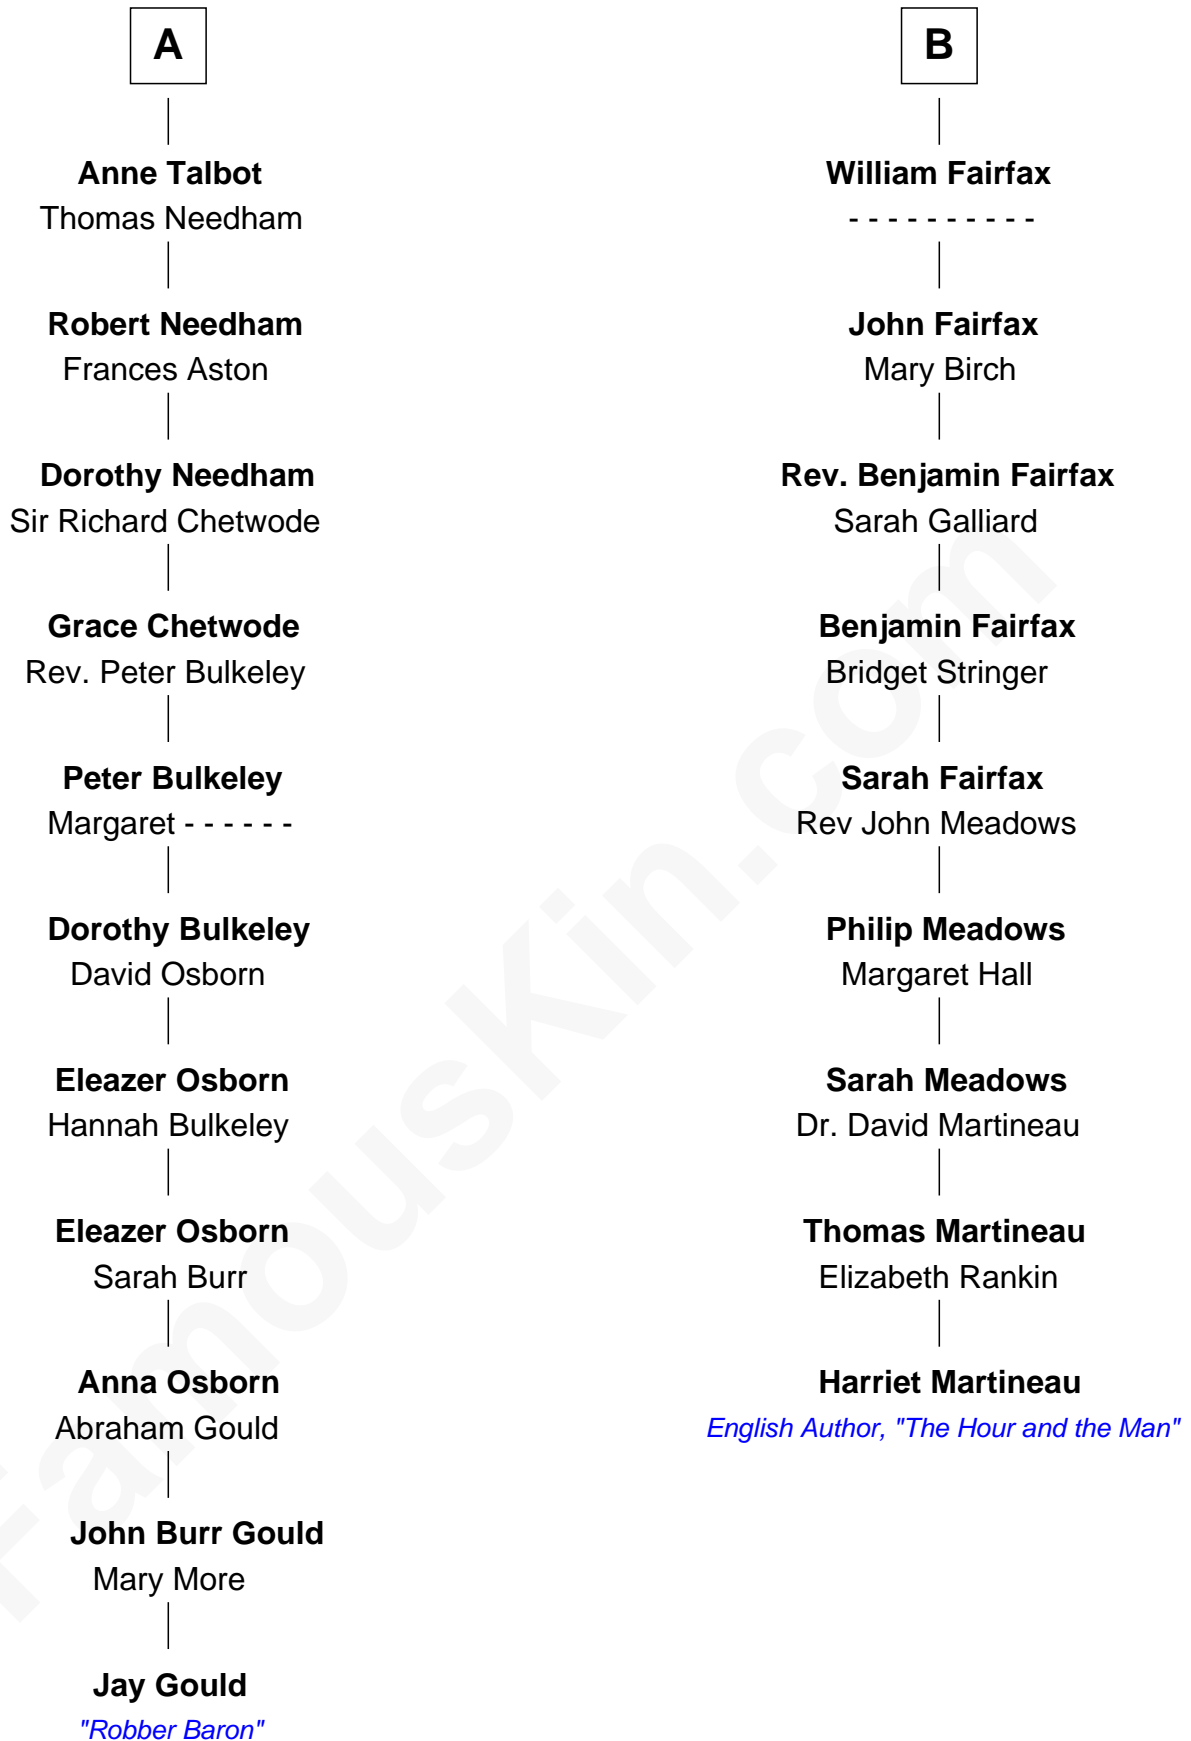 A
Anne Talbot
Thomas Needham
Robert Needham
Frances Aston
Dorothy Needham
Sir Richard Chetwode
Grace Chetwode
Rev. Peter Bulkeley
Peter Bulkeley
Margaret - - - - - -
Dorothy Bulkeley
David Osborn
Eleazer Osborn
Hannah Bulkeley
Eleazer Osborn
Sarah Burr
Anna Osborn
Abraham Gould
John Burr Gould
Mary More
Jay Gould
"Robber Baron"
B
William Fairfax
- - - - - - - - - -
John Fairfax
Mary Birch
Rev. Benjamin Fairfax
Sarah Galliard
Benjamin Fairfax
Bridget Stringer
Sarah Fairfax
Rev John Meadows
Philip Meadows
Margaret Hall
Sarah Meadows
Dr. David Martineau
Thomas Martineau
Elizabeth Rankin
Harriet Martineau
English Author, "The Hour and the Man"
FamousKin.com